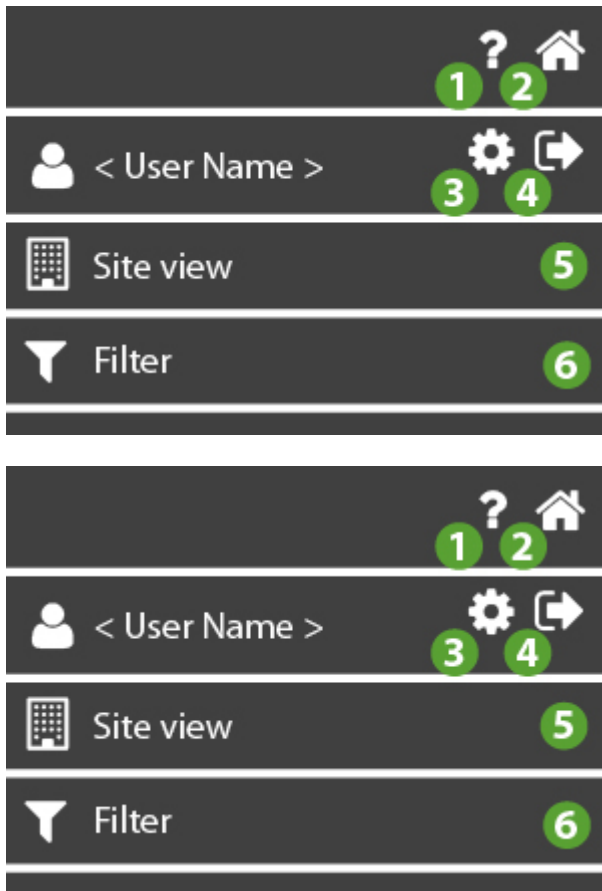 ?
1 2
< User Name >
3 4
Site view 5
Filter 6
?
1 2
< User Name >
3 4
Site view 5
Filter 6